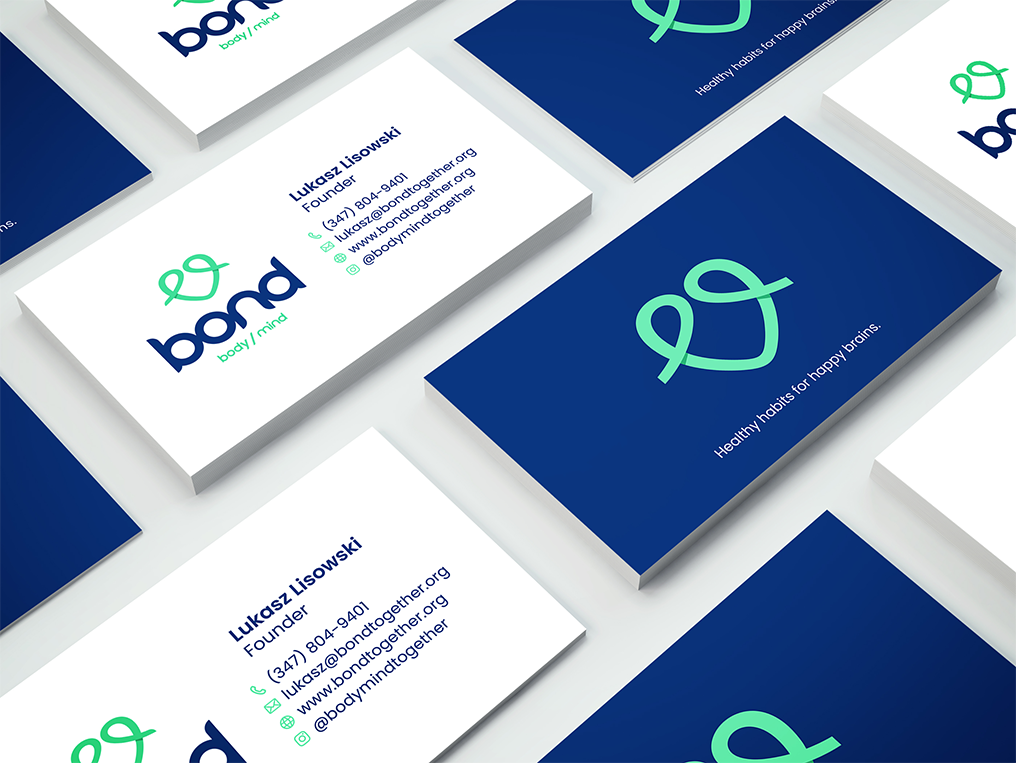 bond
body / mind
Healthy habits for happy brains.
Lukasz Lisowski
Founder
(347) 804-9401
lukasz@bondtogether.org
www.bondtogether.org
@bodymindtogether
bond
body / mind
Healthy habits for happy brains.
Lukasz Lisowski
Founder
(347) 804-9401
lukasz@bondtogether.org
www.bondtogether.org
@bodymindtogether